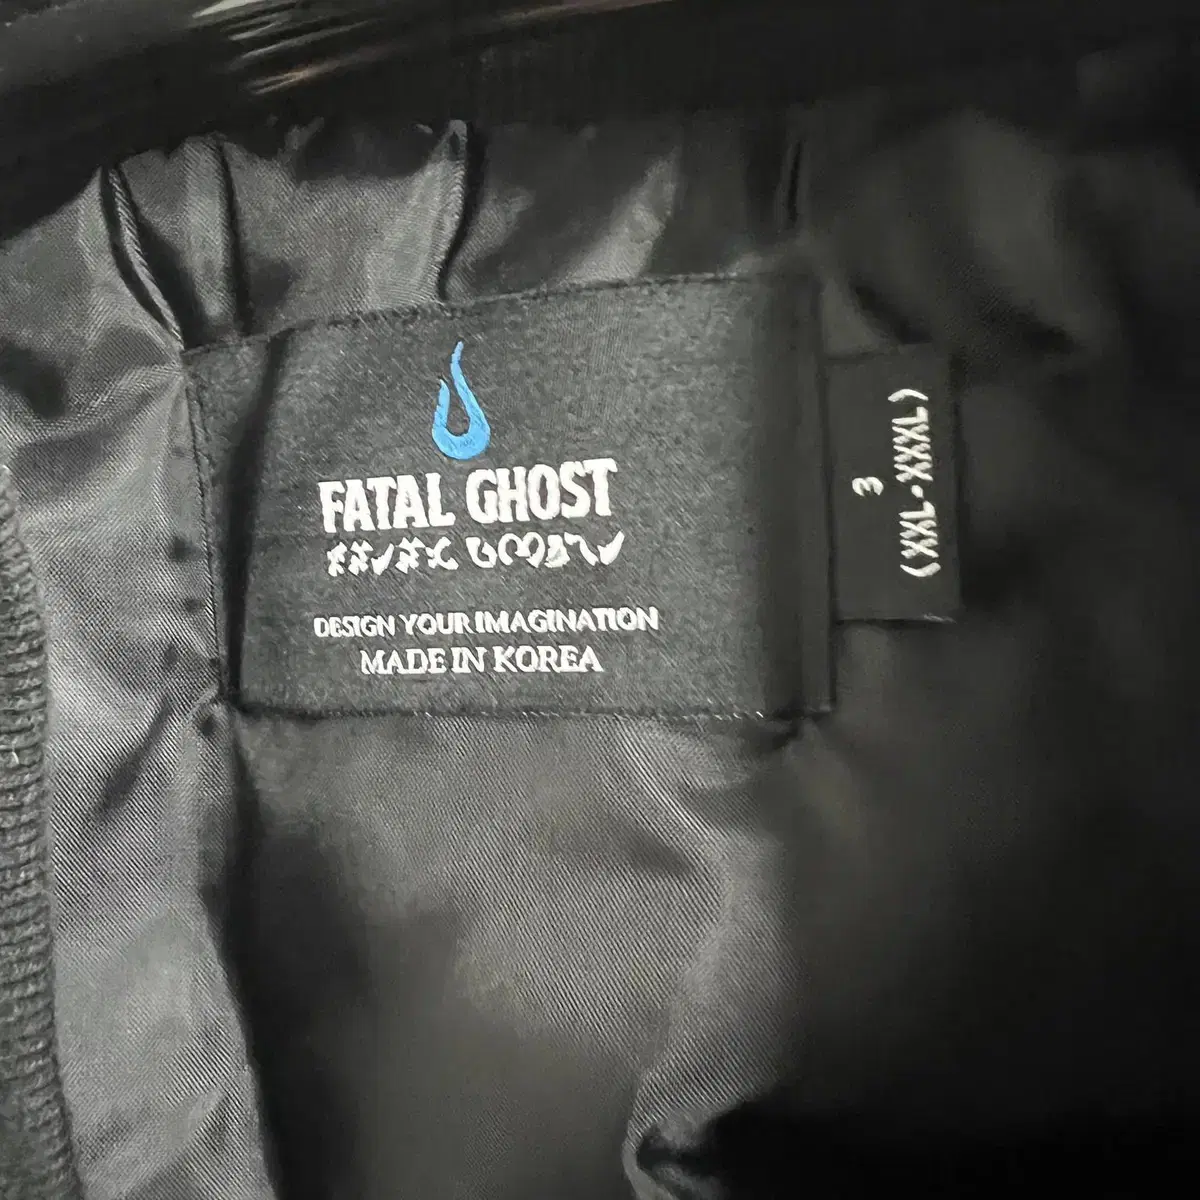 FATAL GHOST
DESIGN YOUR IMAGINATION
MADE IN KOREA
3
(XXL-XXXL)